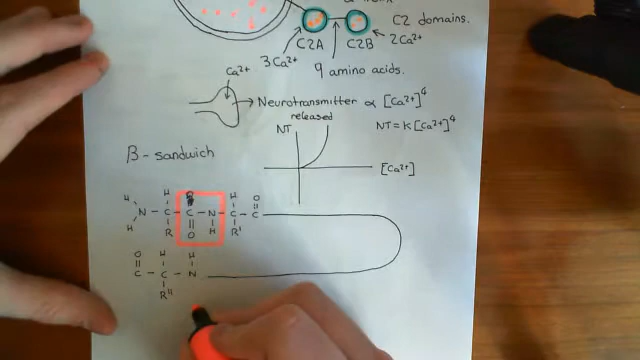 C2 domains.
C2A C2B 2Ca²⁺
3Ca²⁺
9 amino acids.
Ca²⁺
Neurotransmitter ∝ [Ca²⁺]⁴
released
NT NT = K[Ca²⁺]⁴
β-sandwich
[Ca²⁺]
H H O H O
N - C - C - N - C - C
H R O H R'
O H H
C - C - N
R''